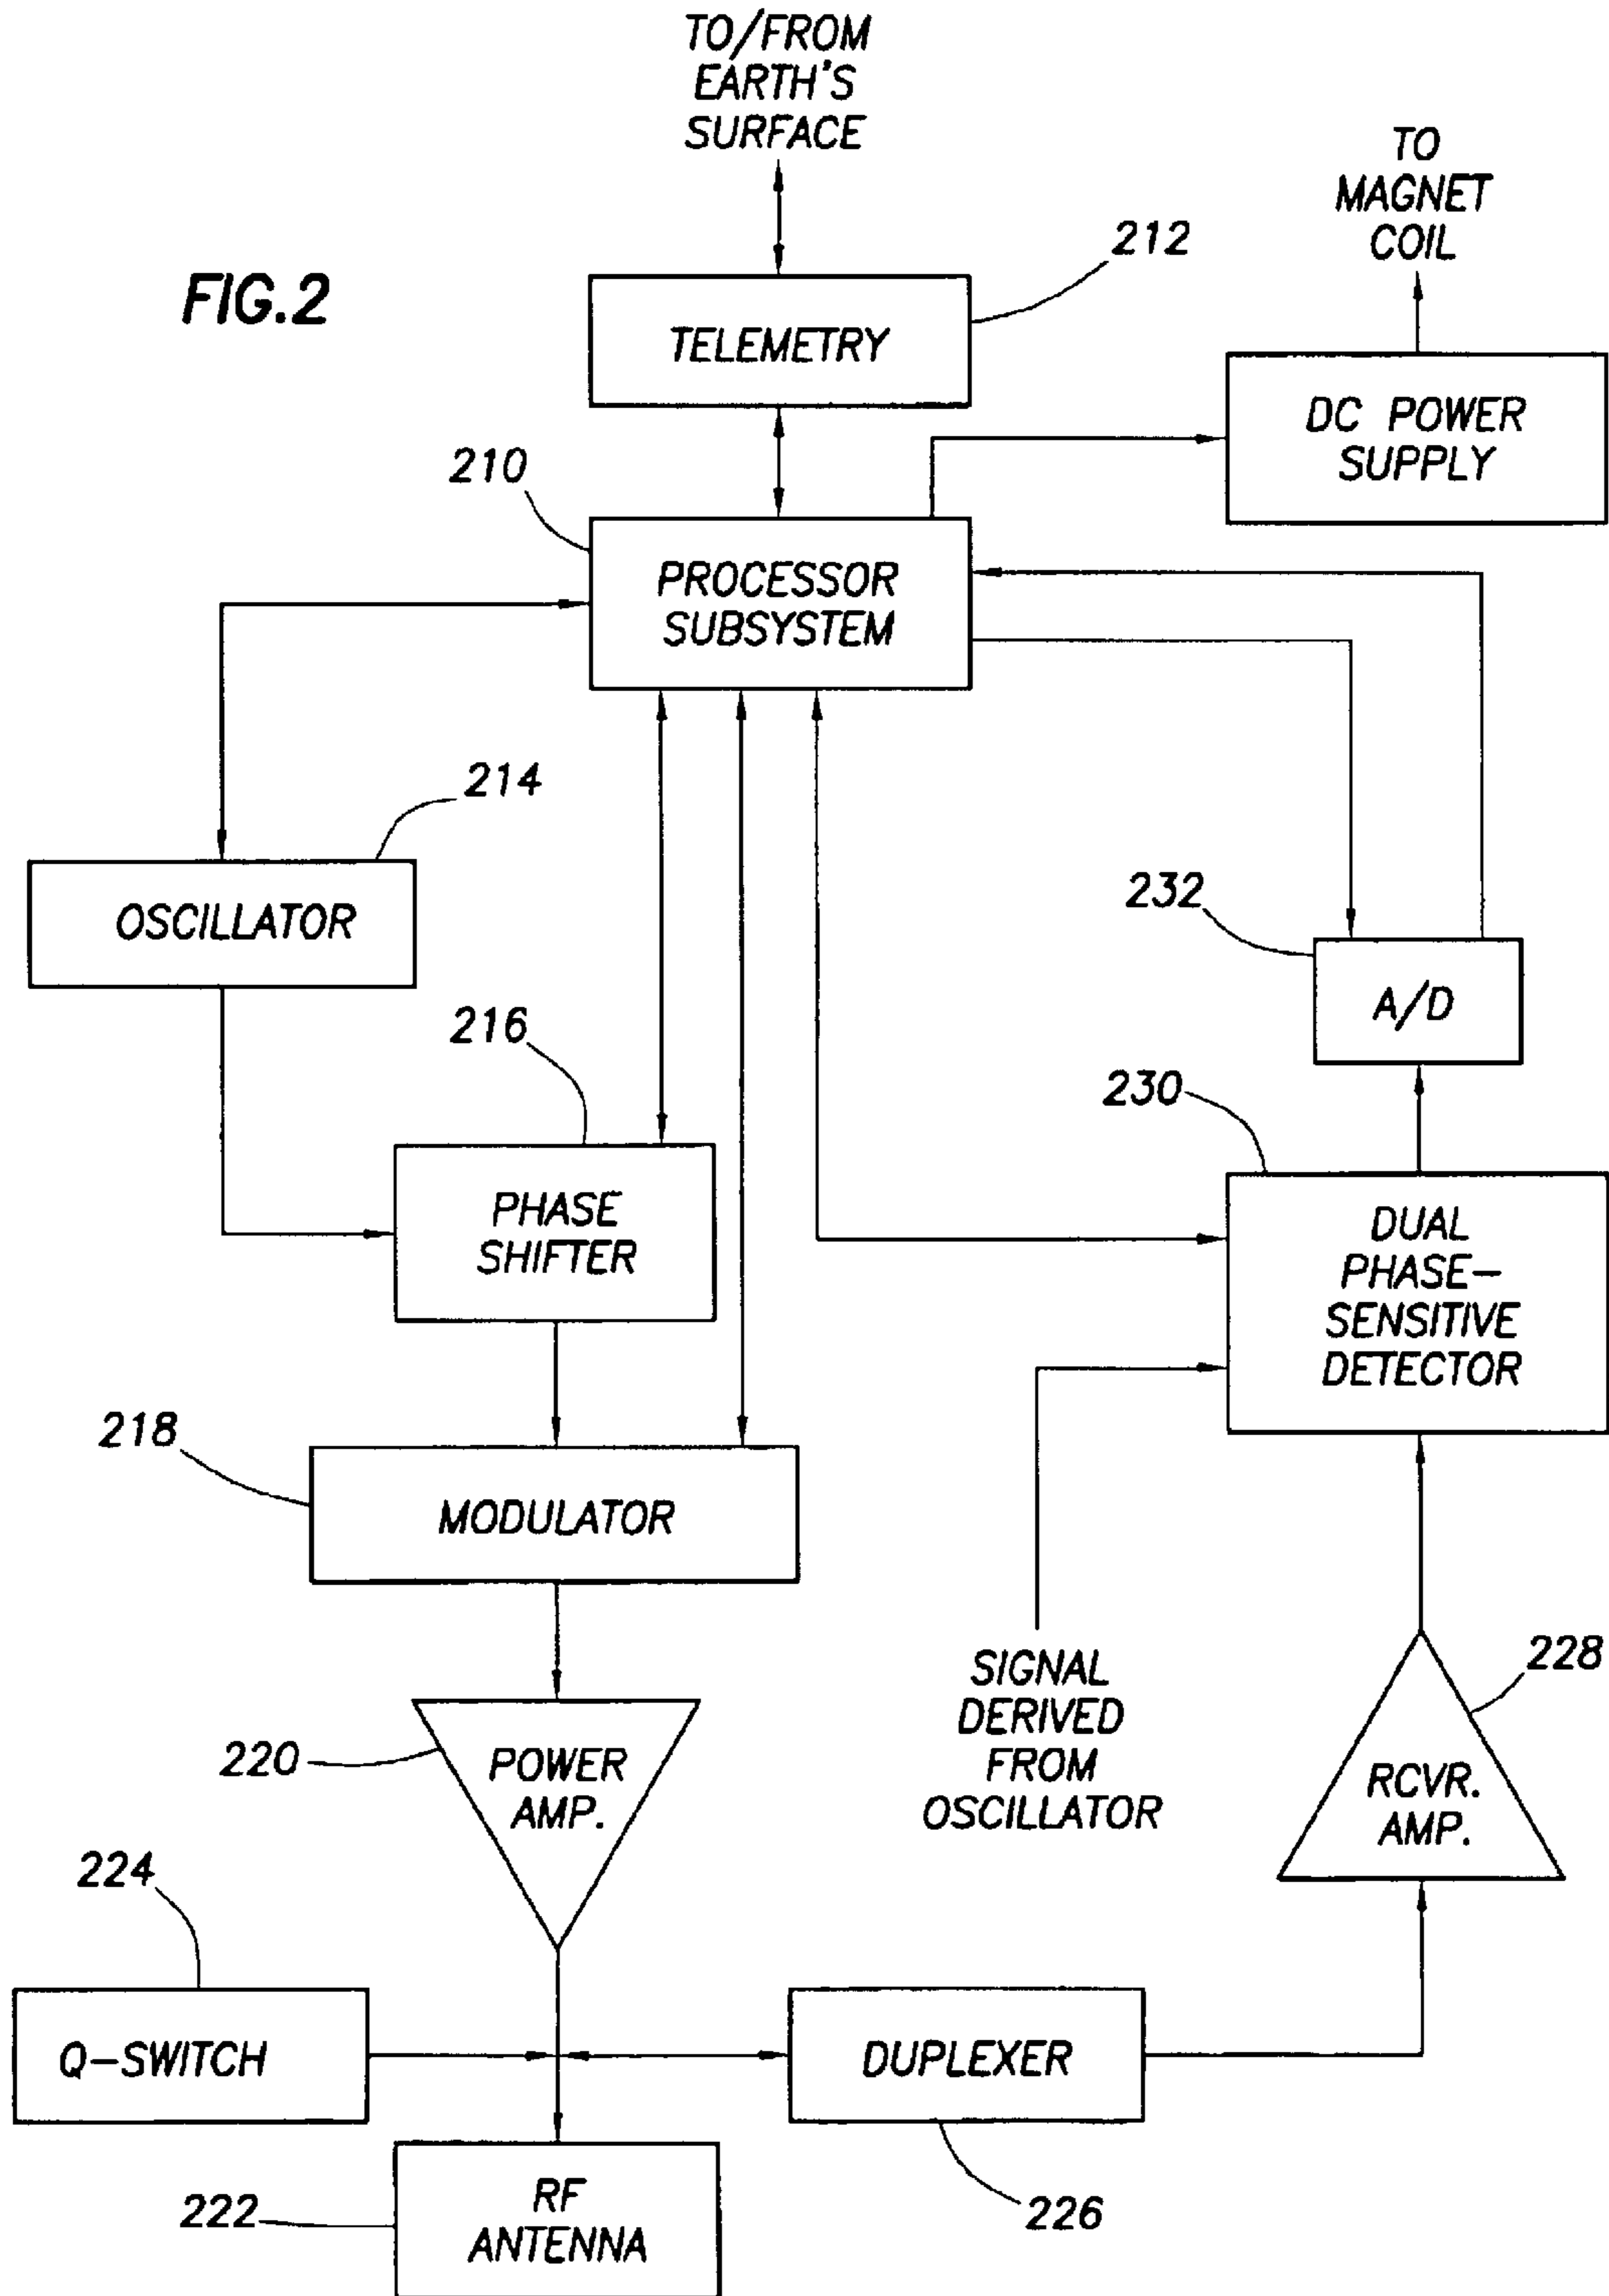 TO/FROM
EARTH'S
SURFACE
TO
MAGNET
COIL
FIG.2
212
TELEMETRY
DC POWER
SUPPLY
210
PROCESSOR
SUBSYSTEM
214
OSCILLATOR
232
A/D
216
PHASE
SHIFTER
230
DUAL
PHASE-
SENSITIVE
DETECTOR
218
MODULATOR
SIGNAL
DERIVED
FROM
OSCILLATOR
228
RCVR.
AMP.
220
POWER
AMP.
224
Q-SWITCH
DUPLEXER
226
222
RF
ANTENNA